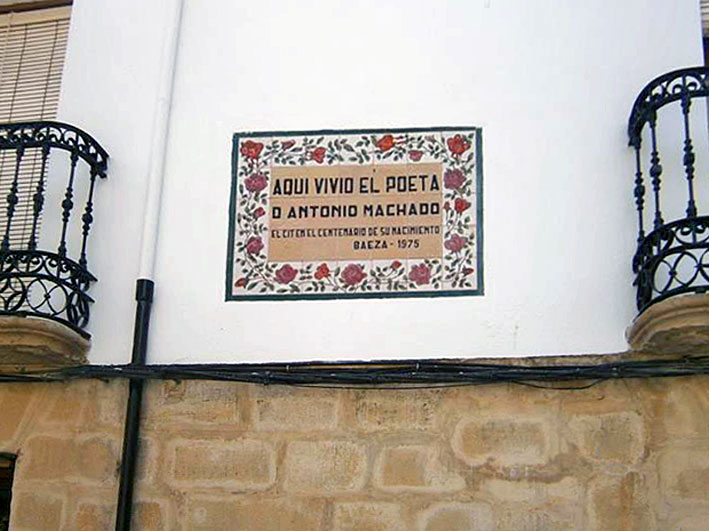 AQUI VIVIO EL POETA
D ANTONIO MACHADO
EL CIT EN EL CENTENARIO DE SU NACIMIENTO
BAEZA - 1975